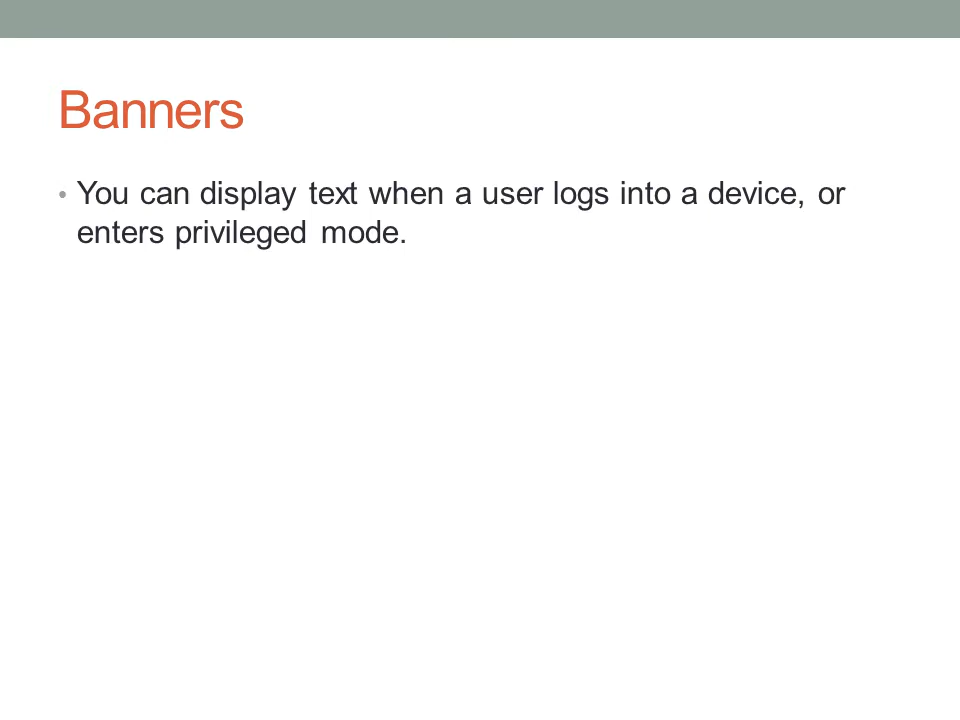 Banners
• You can display text when a user logs into a device, or
enters privileged mode.